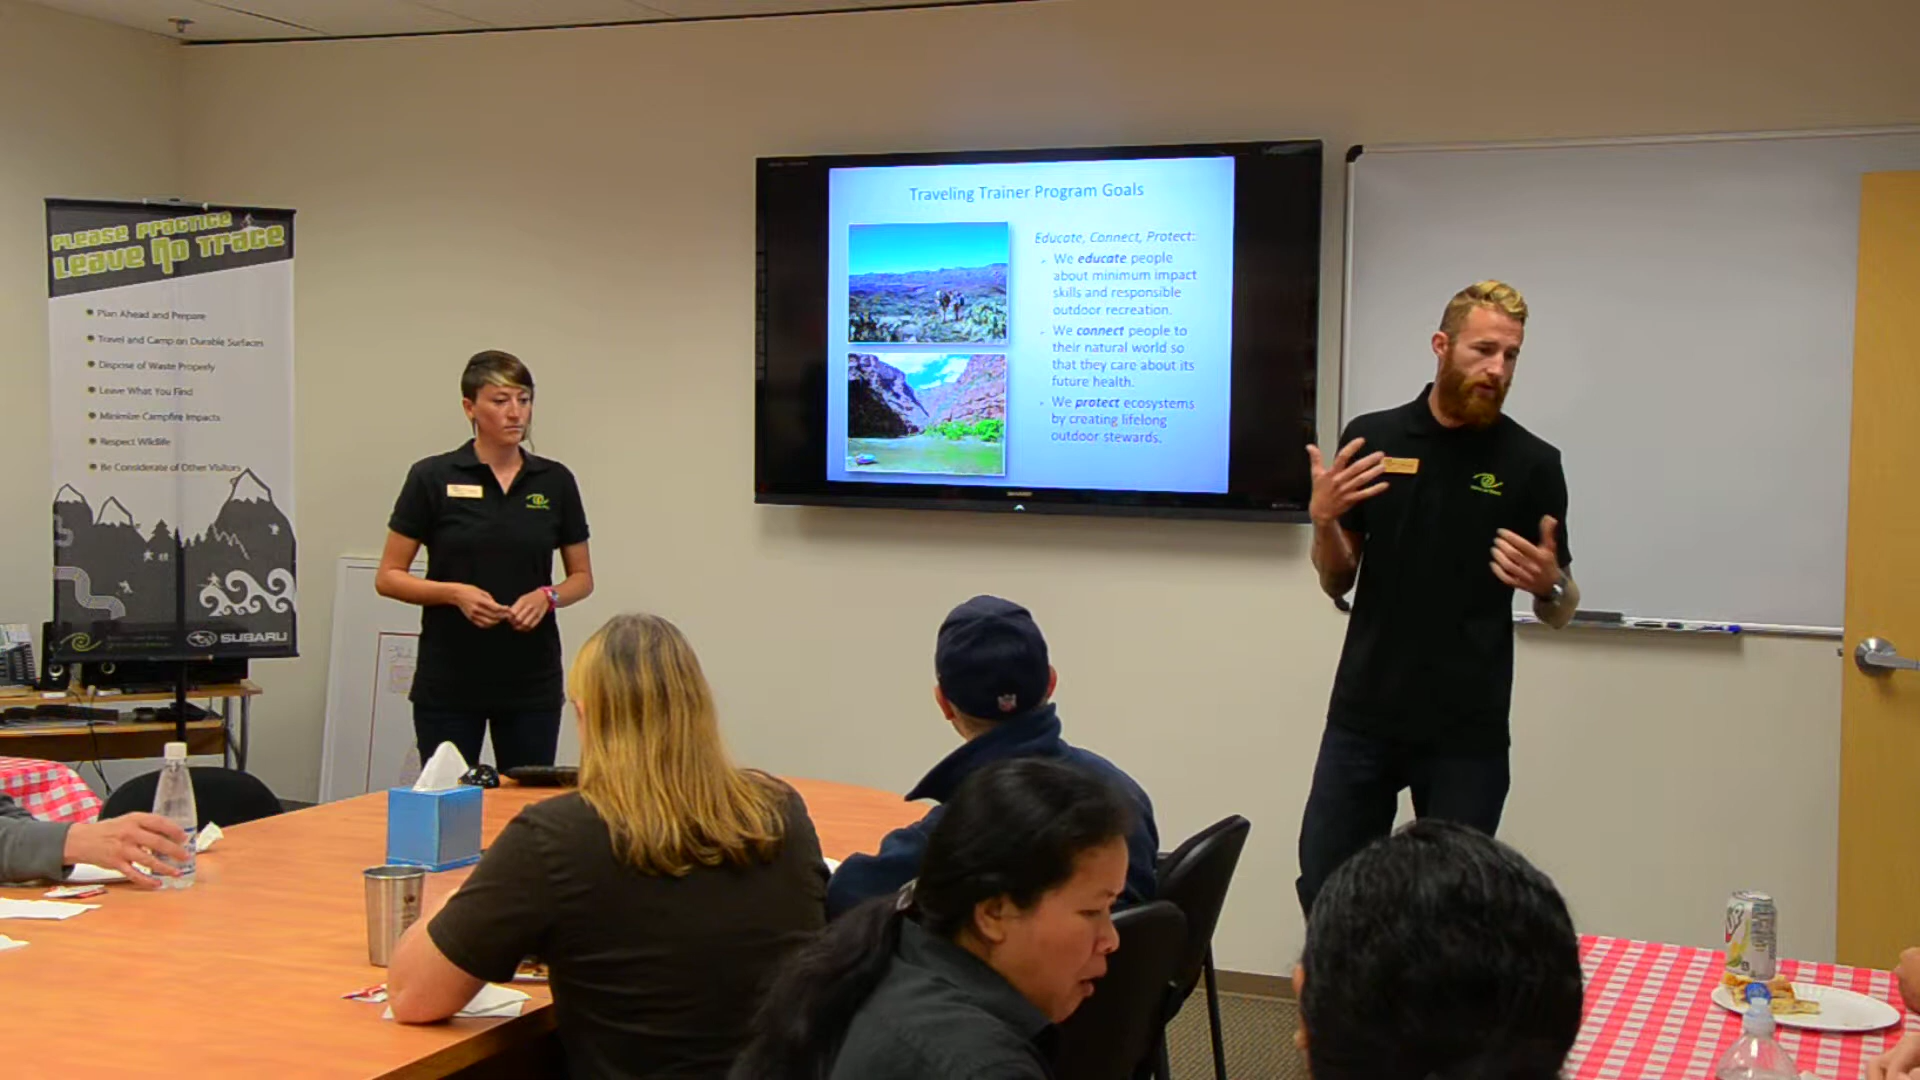 PLEASE PRACTICE
LEAVE NO TRACE
Plan Ahead and Prepare
Travel and Camp on Durable Surfaces
Dispose of Waste Properly
Leave What You Find
Minimize Campfire Impacts
Respect Wildlife
Be Considerate of Other Visitors
SUBARU
Traveling Trainer Program Goals
Educate, Connect, Protect:
We educate people
about minimum impact
skills and responsible
outdoor recreation.
We connect people to
their natural world so
that they care about its
future health.
We protect ecosystems
by creating lifelong
outdoor stewards.
SHARP